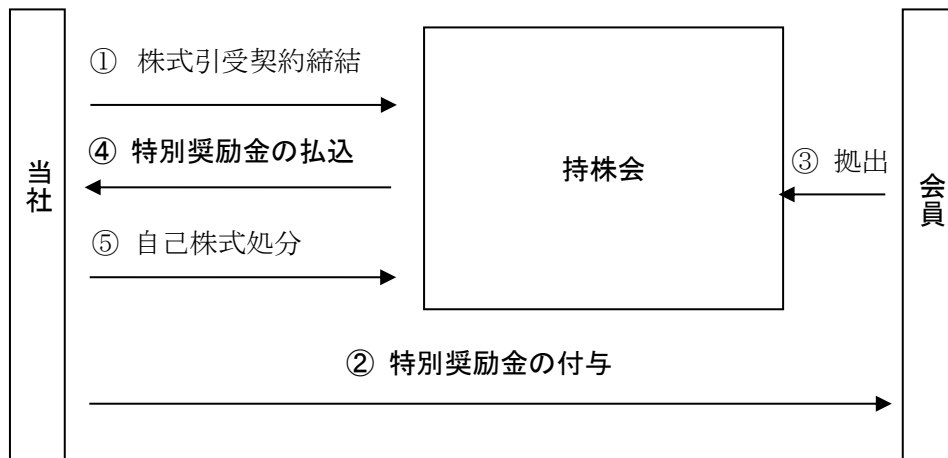 ① 株式引受契約締結
④ 特別奨励金の払込
当社
持株会
③ 拠出
会員
⑤ 自己株式処分
② 特別奨励金の付与